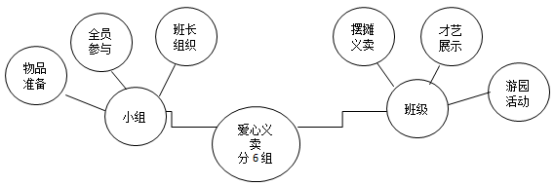 物品
准备
全员
参与
班长
组织
小组
爱心义
卖
分6组
班级
摆摊
义卖
才艺
展示
游园
活动